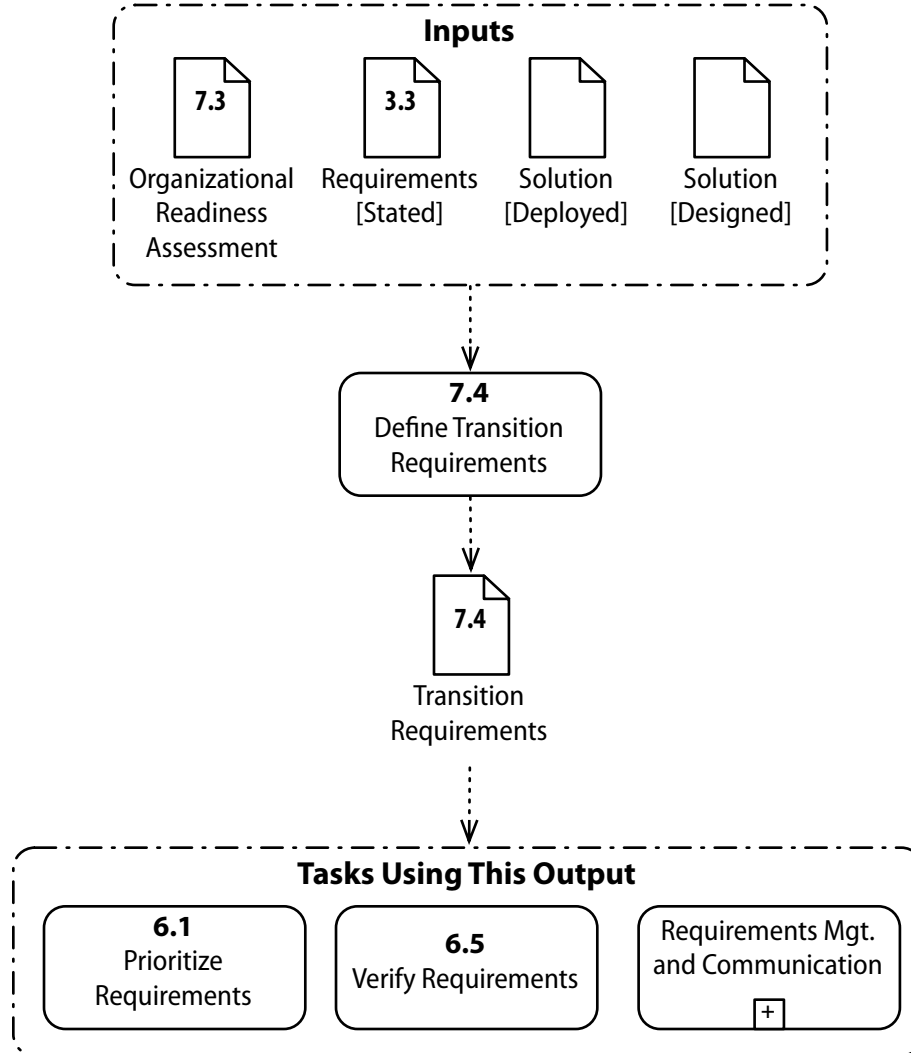 Inputs
7.3
Organizational
Readiness
Assessment
3.3
Requirements
[Stated]
Solution
[Deployed]
Solution
[Designed]
7.4
Define Transition
Requirements
7.4
Transition
Requirements
Tasks Using This Output
6.1
Prioritize
Requirements
6.5
Verify Requirements
Requirements Mgt.
and Communication
+